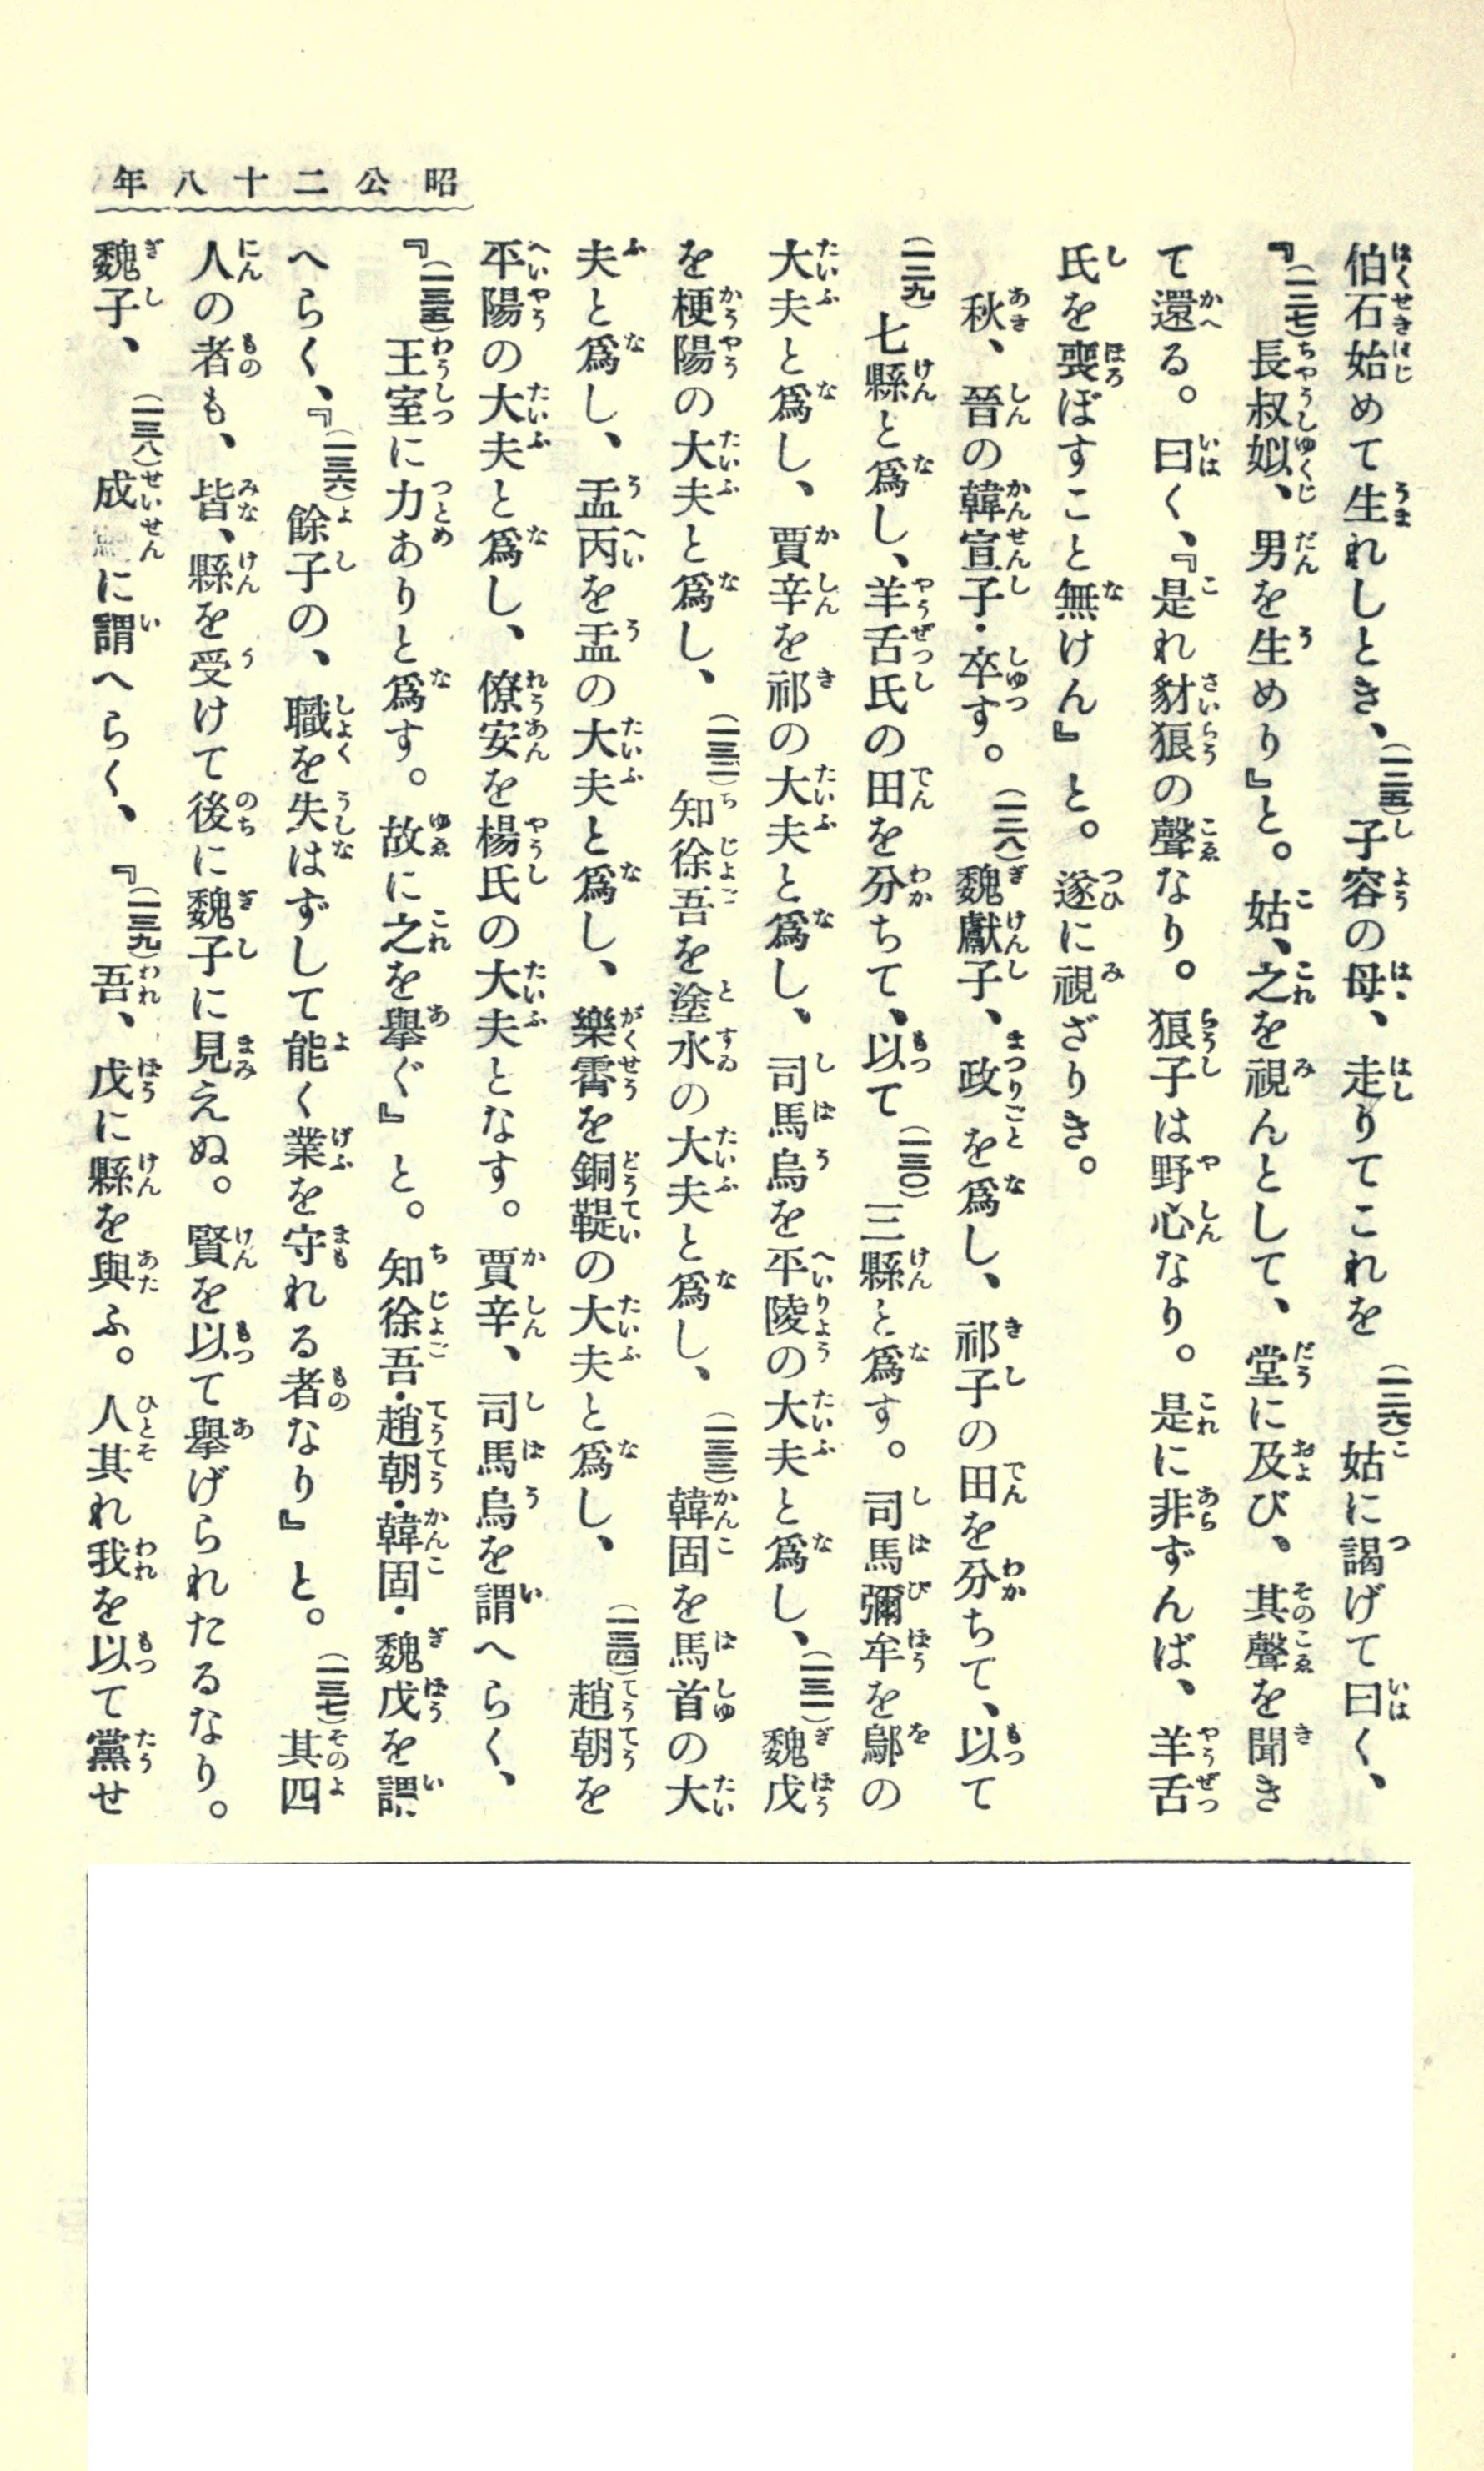 昭公二十八年
伯石始めて生れしとき、（一二五）子容の母、走りてこれを（一二六）姑に謁げて曰く、
『（一二七）長叔姒、男を生めり』と。姑、之を視んとして、堂に及び、其聲を聞き
て還る。曰く、『是れ豺狼の聲なり。狼子は野心なり。是に非ずんば、羊舌
氏を喪ぼすこと無けん』と。遂に視ざりき。
秋、晉の韓宣子・卒す。（一二八）魏獻子、政を爲し、祁子の田を分ちて、以て
（一二九）七縣と爲し、羊舌氏の田を分ちて、以て（一三〇）三縣と爲す。司馬彌牟を鄔の
大夫と爲し、賈辛を祁の大夫と爲し、司馬烏を平陵の大夫と爲し、（一三一）魏戊
を梗陽の大夫と爲し、（一三二）知徐吾を塗水の大夫と爲し、（一三三）韓固を馬首の大
夫と爲し、盂丙を盂の大夫と爲し、樂霄を銅鞮の大夫と爲し、（一三四）趙朝を
平陽の大夫と爲し、僚安を楊氏の大夫となす。賈辛、司馬烏を謂へらく、
『（一三五）王室に力ありと爲す。故に之を擧ぐ』と。知徐吾・趙朝・韓固・魏戊を謂
へらく、『（一三六）餘子の、職を失はずして能く業を守れる者なり』と。（一三七）其四
人の者も、皆、縣を受けて後に魏子に見えぬ。賢を以て擧げられたるなり。
魏子、（一三八）成に謂へらく、『（一三九）吾、戊に縣を與ふ。人其れ我を以て黨せ